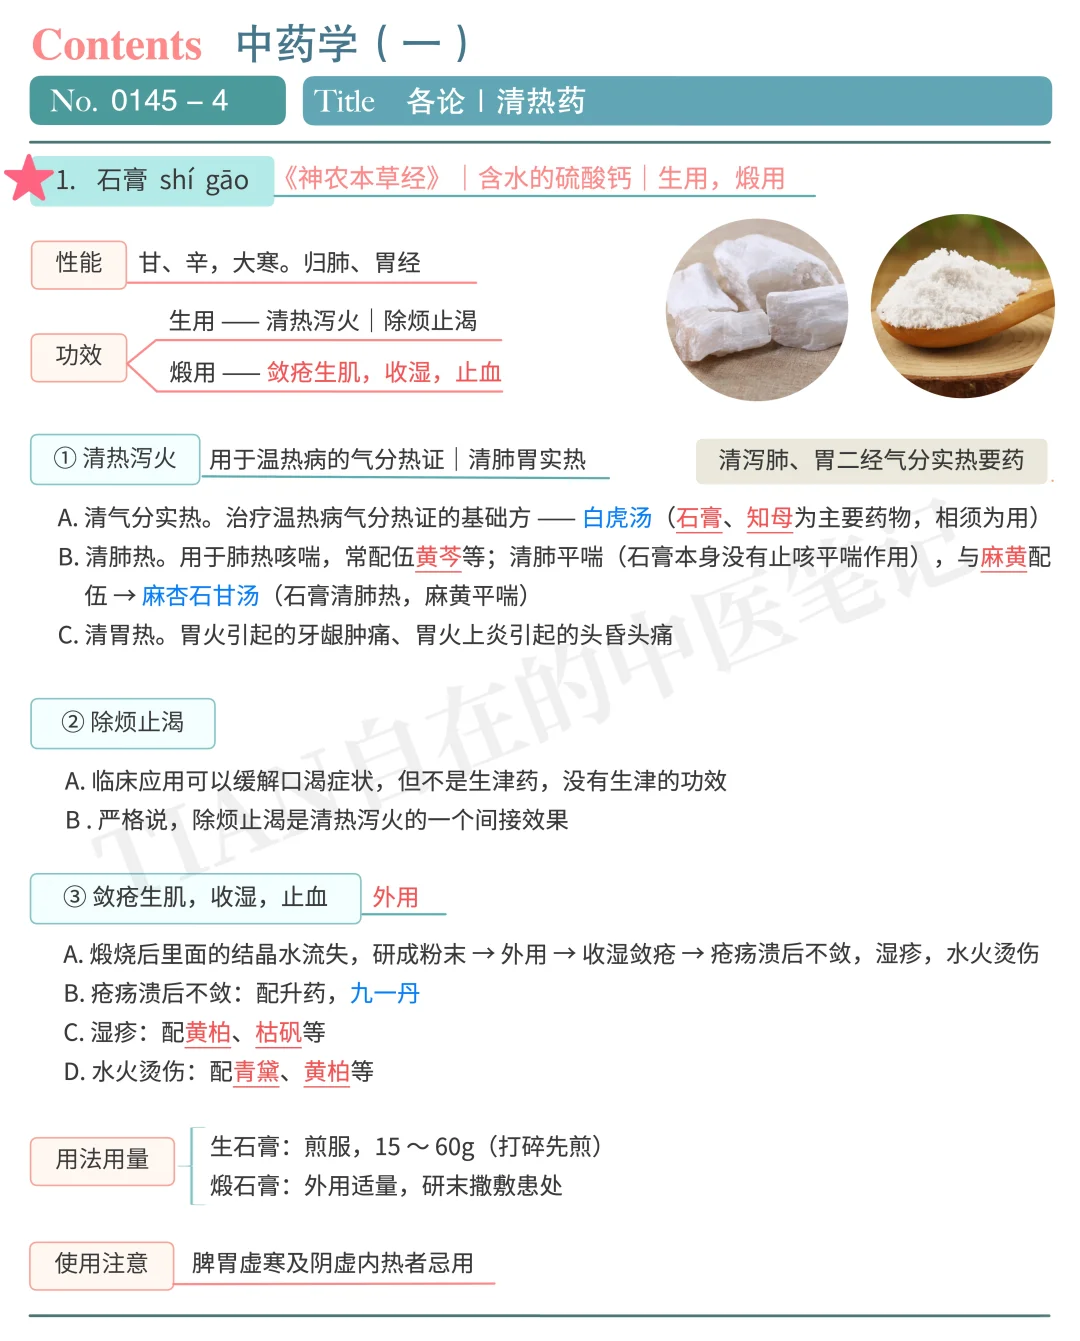 Contents 中药学（一）
No. 0145 – 4 Title 各论 | 清热药
1. 石膏 shí gāo 《神农本草经》｜含水的硫酸钙｜生用，煅用
性能 甘、辛，大寒。归肺、胃经
功效
生用 —— 清热泻火｜除烦止渴
煅用 —— 敛疮生肌，收湿，止血
① 清热泻火 用于温热病的气分热证｜清肺胃实热 清泻肺、胃二经气分实热要药
A. 清气分实热。治疗温热病气分热证的基础方 —— 白虎汤（石膏、知母为主要药物，相须为用）
B. 清肺热。用于肺热咳喘，常配伍黄芩等；清肺平喘（石膏本身没有止咳平喘作用），与麻黄配
伍 → 麻杏石甘汤（石膏清肺热，麻黄平喘）
C. 清胃热。胃火引起的牙龈肿痛、胃火上炎引起的头昏头痛
② 除烦止渴
A. 临床应用可以缓解口渴症状，但不是生津药，没有生津的功效
B . 严格说，除烦止渴是清热泻火的一个间接效果
③ 敛疮生肌，收湿，止血 外用
A. 煅烧后里面的结晶水流失，研成粉末 → 外用 → 收湿敛疮 → 疮疡溃后不敛，湿疹，水火烫伤
B. 疮疡溃后不敛：配升药，九一丹
C. 湿疹：配黄柏、枯矾等
D. 水火烫伤：配青黛、黄柏等
用法用量
生石膏：煎服，15 ～ 60g（打碎先煎）
煅石膏：外用适量，研末撒敷患处
使用注意 脾胃虚寒及阴虚内热者忌用
TIAN自在的中医笔记